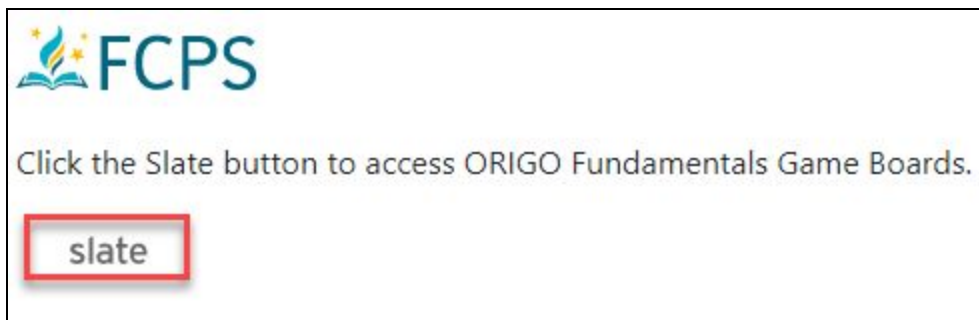 FCPS
Click the Slate button to access ORIGO Fundamentals Game Boards.
slate